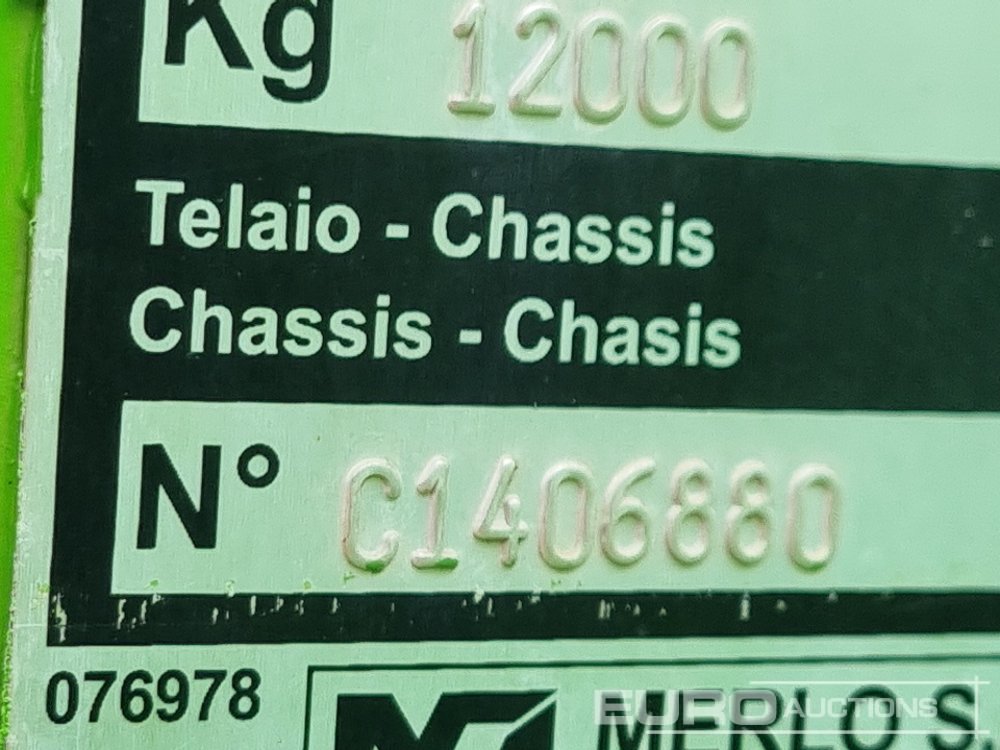 Kg 12000
Telaio - Chassis
Chassis - Chasis
N° C1406880
076978
MERLO S.
EURO AUCTIONS